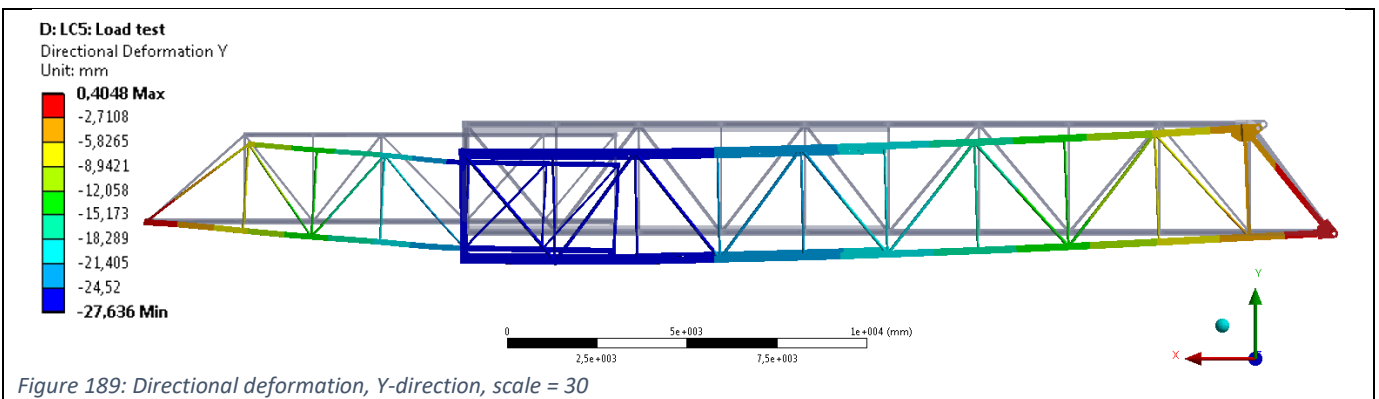 D: LC5: Load test
Directional Deformation Y
Unit: mm
0,4048 Max
-2,7108
-5,8265
-8,9421
-12,058
-15,173
-18,289
-21,405
-24,52
-27,636 Min
0
5e+003
1e+004 (mm)
2,5e+003
7,5e+003
Y
X
Figure 189: Directional deformation, Y-direction, scale = 30